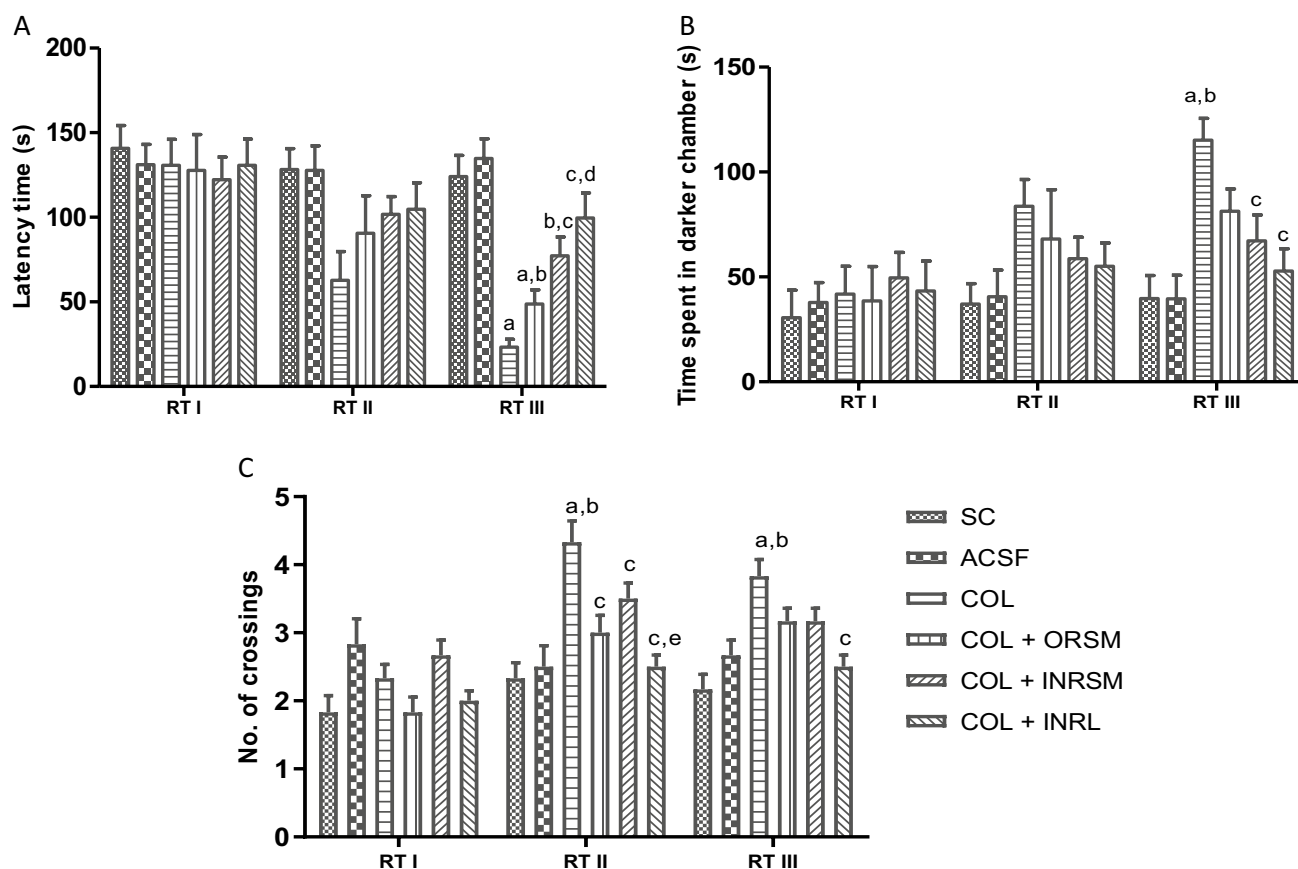 A
Latency time (s)
200
150
100
50
0
a
a,b
b,c
c,d
RT I
RT II
RT III
B
Time spent in darker chamber (s)
150
100
50
0
a,b
c
c
RT I
RT II
RT III
C
No. of crossings
5
4
3
2
1
0
a,b
c
c
c,e
a,b
c
RT I
RT II
RT III
SC
ACSF
COL
COL + ORSM
COL + INRSM
COL + INRL